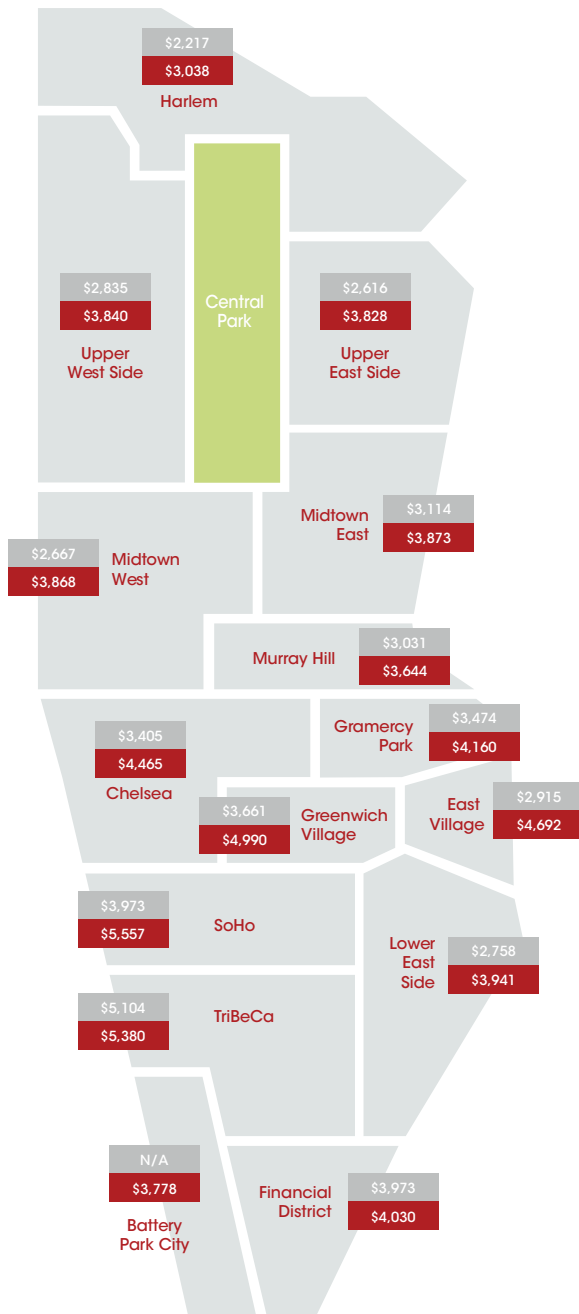 $2,217
$3,038
Harlem
$2,835
$3,840
Upper
West Side
Central
Park
$2,616
$3,828
Upper
East Side
Midtown
East
$3,114
$3,873
$2,667
$3,868
Midtown
West
Murray Hill
$3,031
$3,644
$3,405
$4,465
Chelsea
Gramercy
Park
$3,474
$4,160
$3,661
$4,990
Greenwich
Village
East
Village
$2,915
$4,692
$3,973
$5,557
SoHo
Lower
East
Side
$2,758
$3,941
$5,104
$5,380
TriBeCa
N/A
$3,778
Battery
Park City
Financial
District
$3,973
$4,030